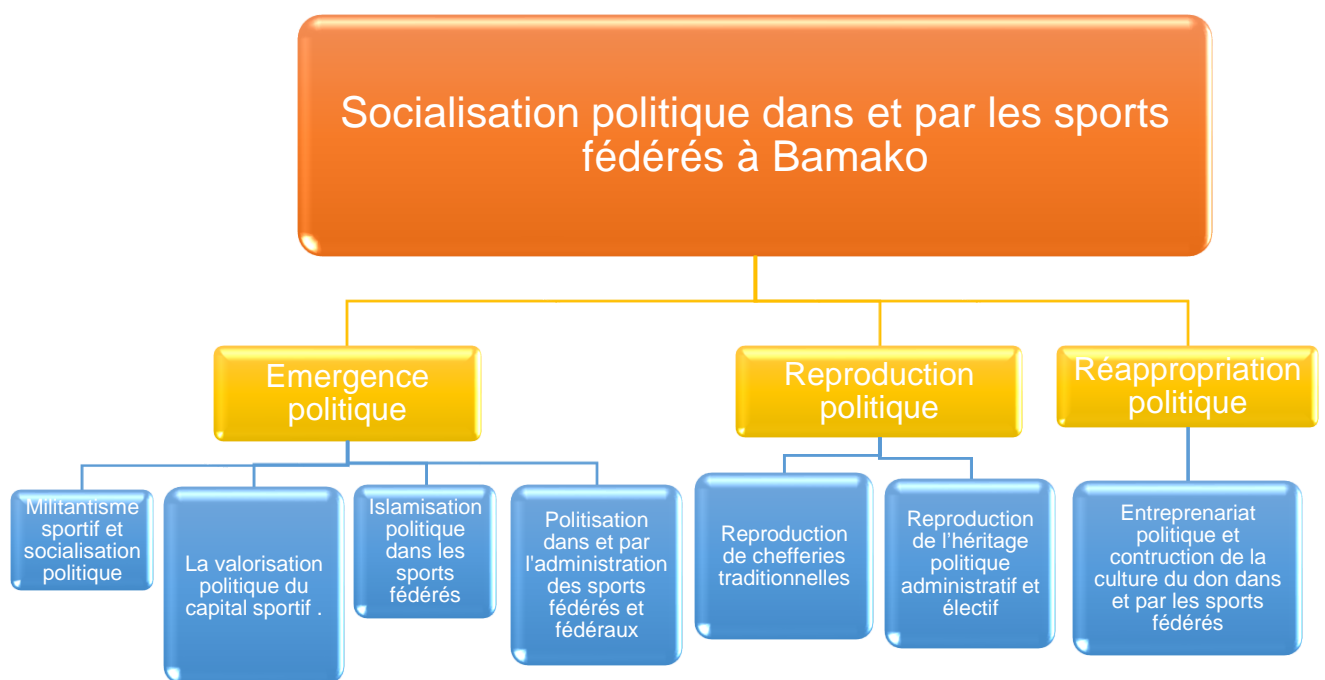 Socialisation politique dans et par les sports
fédérés à Bamako
Emergence
politique
Reproduction
politique
Réappropriation
politique
Militantisme
sportif et
socialisation
politique
La valorisation
politique du
capital sportif .
Islamisation
politique
dans les
sports
fédérés
Politisation
dans et par
l'administration
des sports
fédérés et
fédéraux
Reproduction
de chefferies
traditionnelles
Reproduction
de l’héritage
politique
administratif et
électif
Entreprenariat
politique et
contruction de la
culture du don dans
et par les sports
fédérés